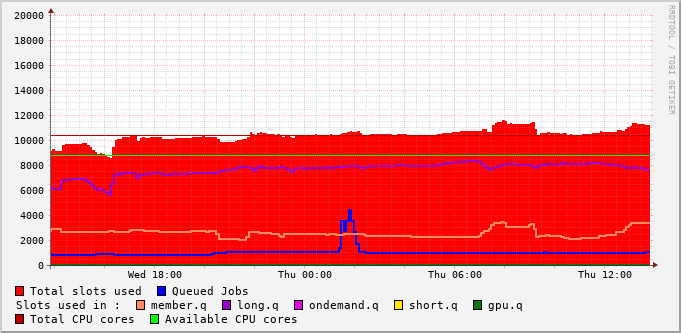 RRDTOOL / TOBI OETIKER
20000
18000
16000
14000
12000
10000
8000
6000
4000
2000
0
Wed 18:00 Thu 00:00 Thu 06:00 Thu 12:00
Total slots used Queued Jobs
Slots used in : member.q long.q ondemand.q short.q gpu.q
Total CPU cores Available CPU cores